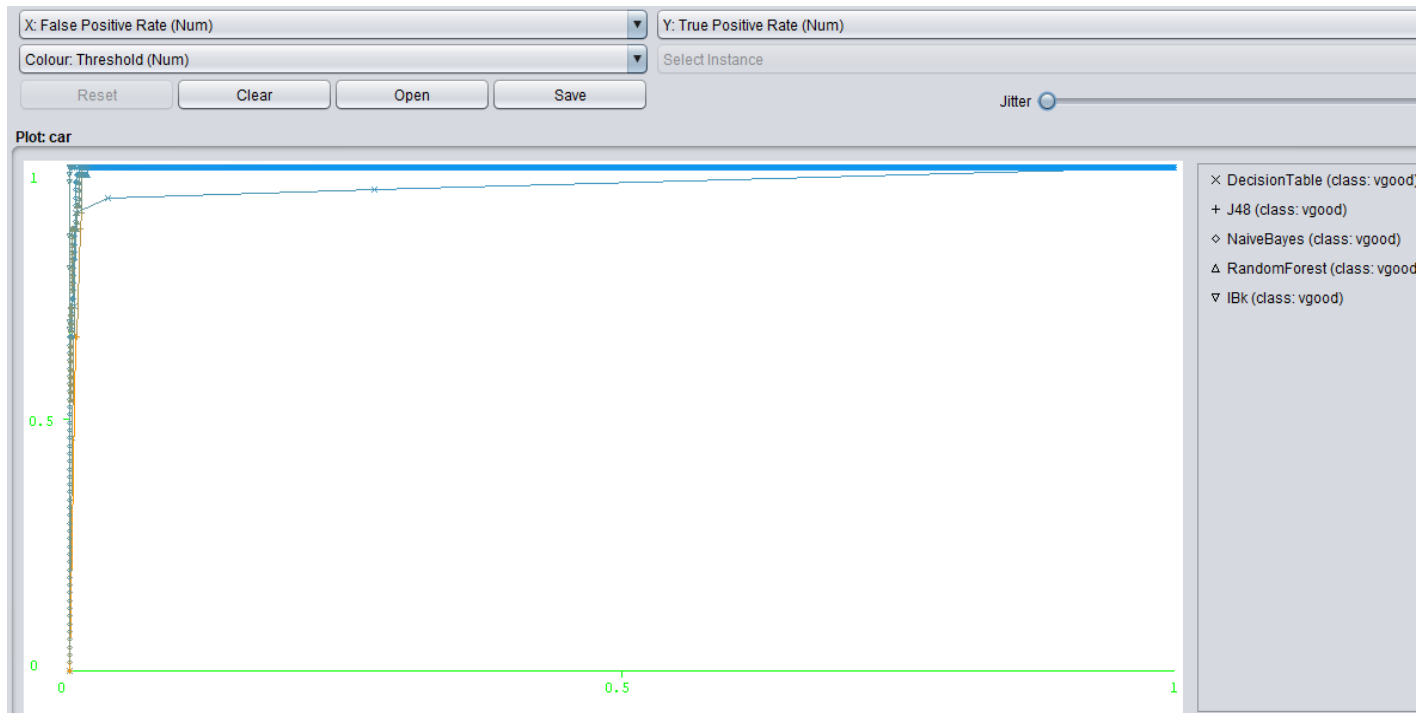 X: False Positive Rate (Num) Y: True Positive Rate (Num)
Colour: Threshold (Num) Select Instance
Reset Clear Open Save Jitter
Plot: car
1
0.5
0
0 0.5 1
DecisionTable (class: vgood)
J48 (class: vgood)
NaiveBayes (class: vgood)
RandomForest (class: vgood
IBk (class: vgood)